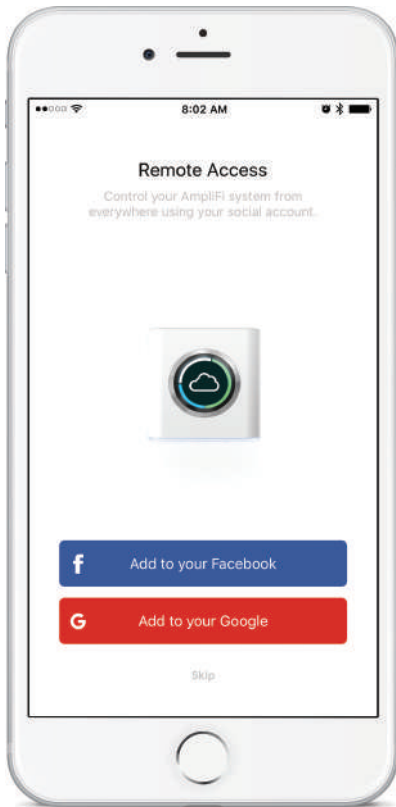 8:02 AM
Remote Access
Control your AmpliFi system from
everywhere using your social account.
f Add to your Facebook
G Add to your Google
Skip